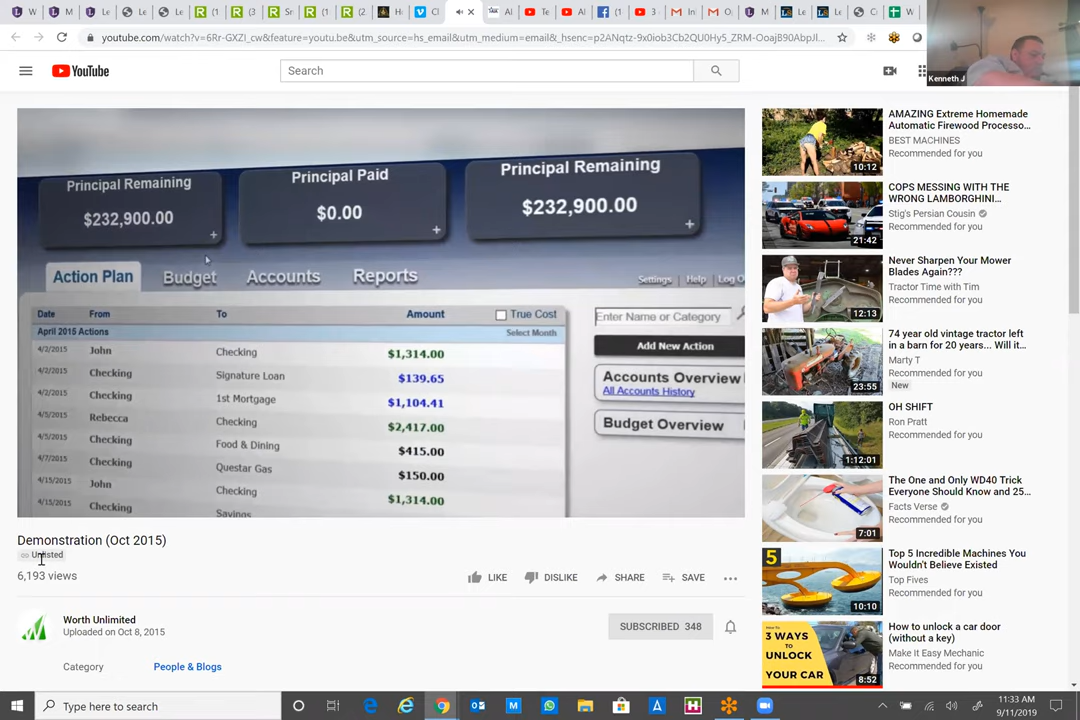 youtube.com/watch?v=6Rr-GXZI_cw&feature=youtu.be&utm_source=hs_email&utm_medium=email&_hsenc=p2ANqtz-9x0iob3Cb2QU0Hy5_ZRM-OoajB90AbpJl...
Kenneth J
YouTube
Search
Principal Remaining
$232,900.00
Principal Paid
$0.00
Principal Remaining
$232,900.00
Action Plan
Budget
Accounts
Reports
Settings
Help
Log O
Date From To Amount True Cost
April 2015 Actions Select Month
4/2/2015 John Checking $1,314.00
4/2/2015 Checking Signature Loan $139.65
4/2/2015 Checking 1st Mortgage $1,104.41
4/5/2015 Rebecca Checking $2,417.00
4/5/2015 Checking Food & Dining $415.00
4/7/2015 Checking Questar Gas $150.00
4/15/2015 John Checking $1,314.00
4/15/2015 Checking Savings
Enter Name or Category
Add New Action
Accounts Overview
All Accounts History
Budget Overview
Demonstration (Oct 2015)
Unlisted
6,193 views
LIKE
DISLIKE
SHARE
SAVE
Worth Unlimited
Uploaded on Oct 8, 2015
SUBSCRIBED 348
Category People & Blogs
10:12
AMAZING Extreme Homemade
Automatic Firewood Processo...
BEST MACHINES
Recommended for you
21:42
COPS MESSING WITH THE
WRONG LAMBORGHINI...
Stig's Persian Cousin
Recommended for you
12:13
Never Sharpen Your Mower
Blades Again???
Tractor Time with Tim
Recommended for you
23:55
74 year old vintage tractor left
in a barn for 20 years... Will it...
Marty T
Recommended for you
New
1:12:01
OH SHIFT
Ron Pratt
Recommended for you
7:01
The One and Only WD40 Trick
Everyone Should Know and 25...
Facts Verse
Recommended for you
5
10:10
Top 5 Incredible Machines You
Wouldn't Believe Existed
Top Fives
Recommended for you
HOW TO
3 WAYS
TO
UNLOCK
YOUR CAR
8:52
How to unlock a car door
(without a key)
Make It Easy Mechanic
Recommended for you
Type here to search
11:33 AM
9/11/2019